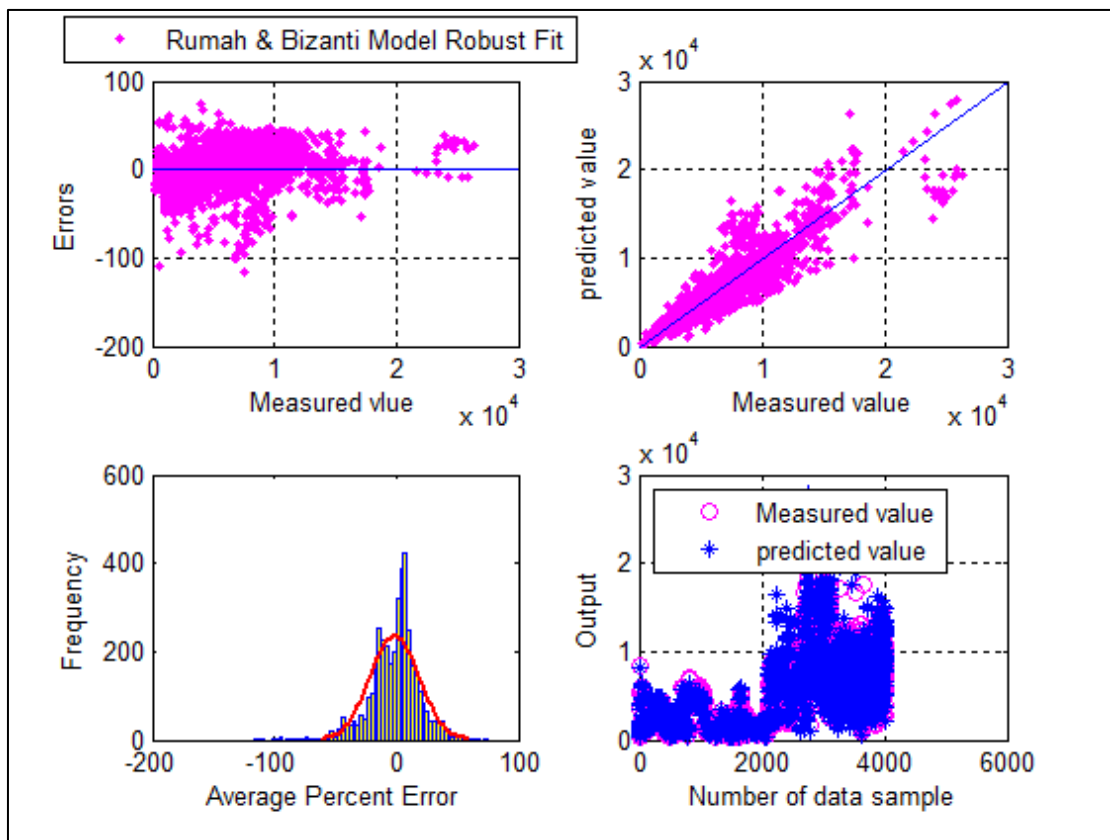 Rumah & Bizanti Model Robust Fit
100
0
-100
-200
Errors
0
1
2
3
Measured vlue
x 10^4
x 10^4
3
2
1
0
predicted value
0
1
2
3
Measured value
x 10^4
600
400
200
0
Frequency
-200
-100
0
100
Average Percent Error
x 10^4
3
2
1
0
Output
Measured value
predicted value
0
2000
4000
6000
Number of data sample